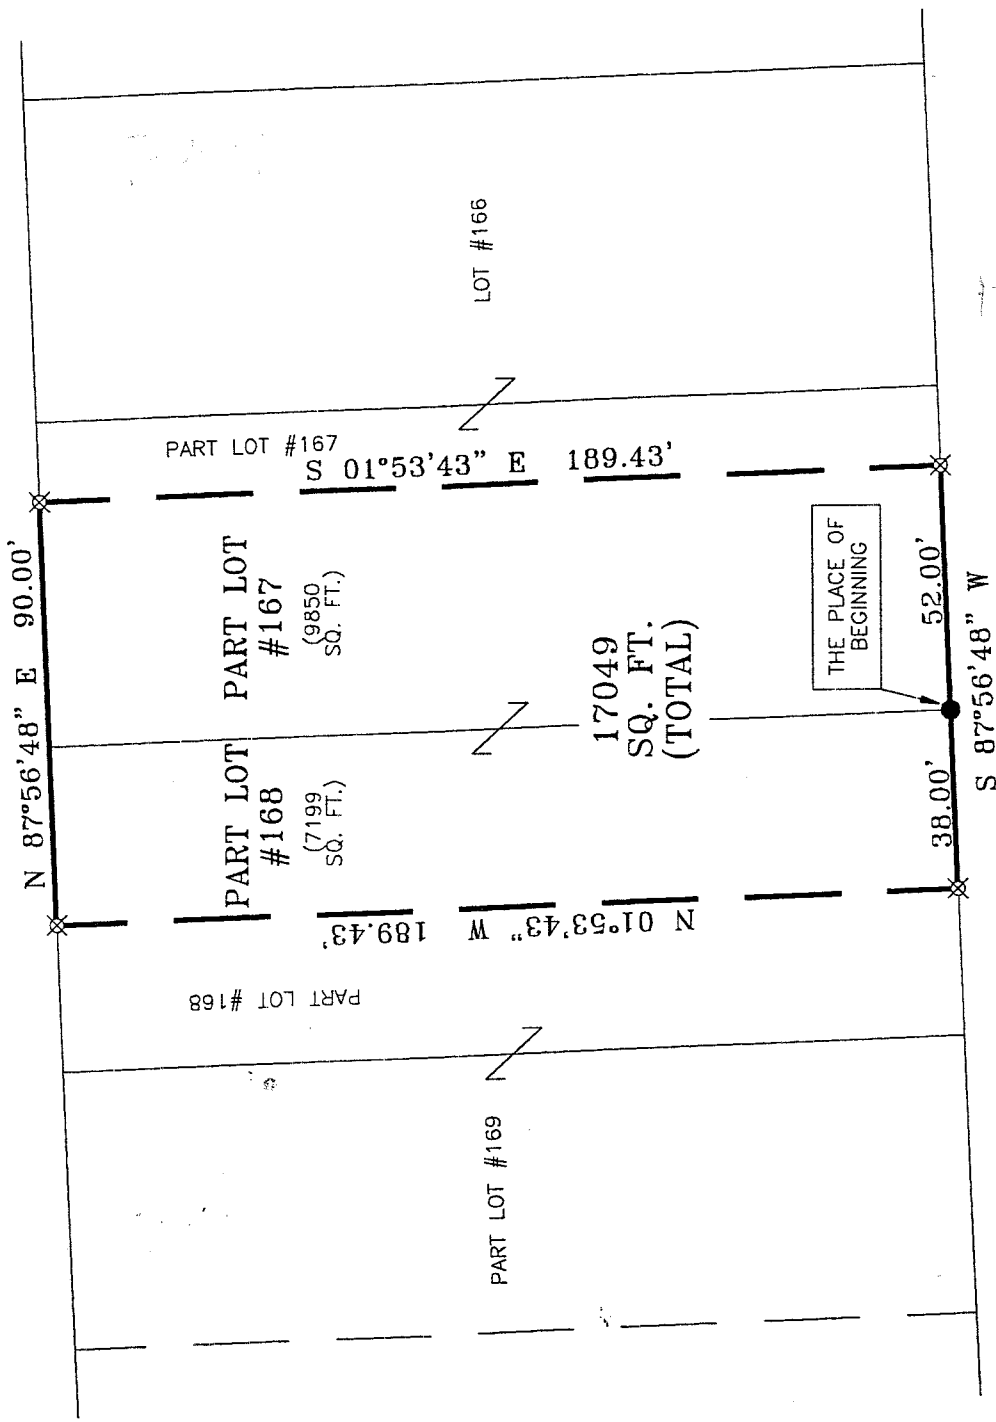 N 87°56'48" E 90.00'
LOT #166
PART LOT #167
S 01°53'43" E 189.43'
PART LOT
#167
(9850
SQ. FT.)
PART LOT
#168
(7199
SQ. FT.)
17049
SQ. FT.
(TOTAL)
THE PLACE OF
BEGINNING
52.00'
38.00'
S 87°56'48" W
N 01°53'43" W 189.43'
PART LOT #168
PART LOT #169